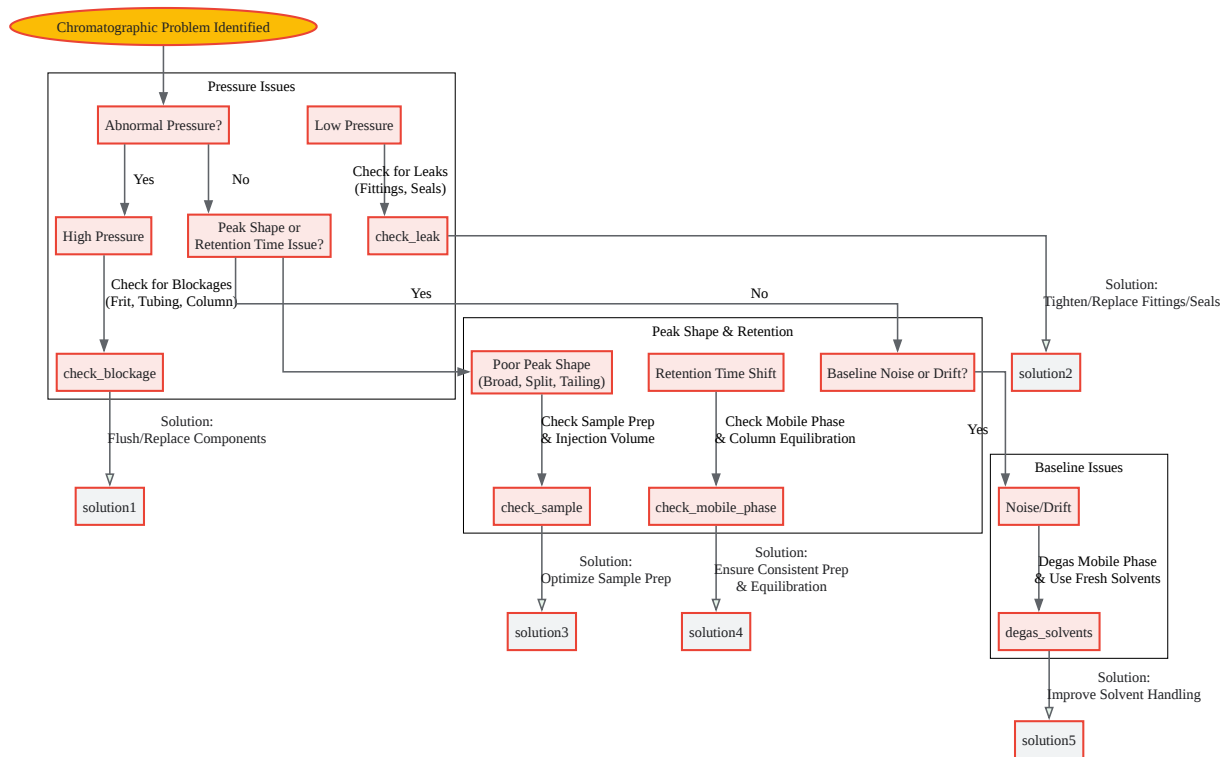 Chromatographic Problem Identified
Pressure Issues
Abnormal Pressure?
Low Pressure
Yes
No
Check for Leaks
(Fittings, Seals)
High Pressure
Peak Shape or
Retention Time Issue?
check_leak
Check for Blockages
(Frit, Tubing, Column)
Yes
No
Solution:
Tighten/Replace Fittings/Seals
check_blockage
Peak Shape & Retention
Poor Peak Shape
(Broad, Split, Tailing)
Retention Time Shift
Baseline Noise or Drift?
solution2
Solution:
Flush/Replace Components
Check Sample Prep
& Injection Volume
Check Mobile Phase
& Column Equilibration
Yes
Baseline Issues
solution1
check_sample
check_mobile_phase
Noise/Drift
Solution:
Optimize Sample Prep
Solution:
Ensure Consistent Prep
& Equilibration
Degas Mobile Phase
& Use Fresh Solvents
solution3
solution4
degas_solvents
Solution:
Improve Solvent Handling
solution5